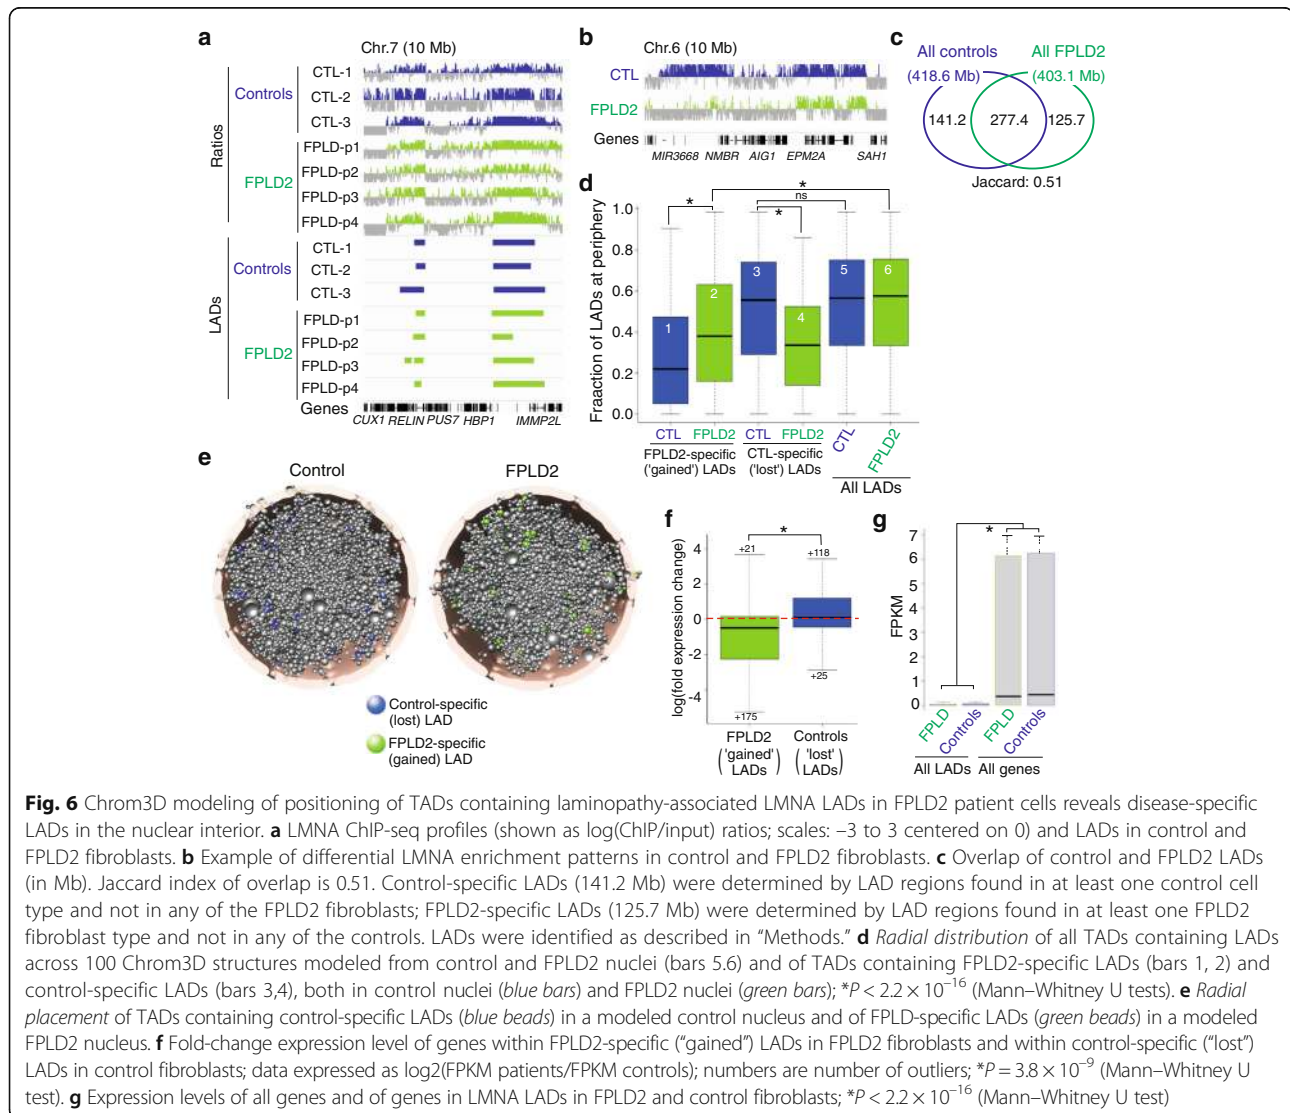 a
Chr.7 (10 Mb)
Ratios
Controls
CTL-1
CTL-2
CTL-3
FPLD2
FPLD-p1
FPLD-p2
FPLD-p3
FPLD-p4
LADs
Controls
CTL-1
CTL-2
CTL-3
FPLD2
FPLD-p1
FPLD-p2
FPLD-p3
FPLD-p4
Genes
CUX1 RELIN PUS7 HBP1 IMMP2L
b
Chr.6 (10 Mb)
CTL
FPLD2
Genes
MIR3668 NMBR AIG1 EPM2A SAH1
c
All controls
(418.6 Mb)
All FPLD2
(403.1 Mb)
141.2 277.4 125.7
Jaccard: 0.51
d
Fraaction of LADs at periphery
1.0
0.8
0.6
0.4
0.2
0.0
* * ns *
1 2 3 4 5 6
CTL FPLD2 CTL FPLD2 CTL FPLD2
FPLD2-specific
('gained') LADs
CTL-specific
('lost') LADs
All LADs
e
Control
FPLD2
Control-specific
(lost) LAD
FPLD2-specific
(gained) LAD
f
log(fold expression change)
4
2
0
-2
-4
*
+21
+118
+25
+175
FPLD2
('gained'
LADs)
Controls
('lost'
LADs)
g
FPKM
7
6
5
4
3
2
1
0
*
FPLD Controls FPLD Controls
All LADs All genes
Fig. 6 Chrom3D modeling of positioning of TADs containing laminopathy-associated LMNA LADs in FPLD2 patient cells reveals disease-specific
LADs in the nuclear interior. a LMNA ChIP-seq profiles (shown as log(ChIP/input) ratios; scales: –3 to 3 centered on 0) and LADs in control and
FPLD2 fibroblasts. b Example of differential LMNA enrichment patterns in control and FPLD2 fibroblasts. c Overlap of control and FPLD2 LADs
(in Mb). Jaccard index of overlap is 0.51. Control-specific LADs (141.2 Mb) were determined by LAD regions found in at least one control cell
type and not in any of the FPLD2 fibroblasts; FPLD2-specific LADs (125.7 Mb) were determined by LAD regions found in at least one FPLD2
fibroblast type and not in any of the controls. LADs were identified as described in “Methods.” d Radial distribution of all TADs containing LADs
across 100 Chrom3D structures modeled from control and FPLD2 nuclei (bars 5.6) and of TADs containing FPLD2-specific LADs (bars 1, 2) and
control-specific LADs (bars 3,4), both in control nuclei (blue bars) and FPLD2 nuclei (green bars); *P < 2.2 × 10⁻¹⁶ (Mann–Whitney U tests). e Radial
placement of TADs containing control-specific LADs (blue beads) in a modeled control nucleus and of FPLD-specific LADs (green beads) in a modeled
FPLD2 nucleus. f Fold-change expression level of genes within FPLD2-specific (“gained”) LADs in FPLD2 fibroblasts and within control-specific (“lost”)
LADs in control fibroblasts; data expressed as log2(FPKM patients/FPKM controls); numbers are number of outliers; *P = 3.8 × 10⁻⁹ (Mann–Whitney U
test). g Expression levels of all genes and of genes in LMNA LADs in FPLD2 and control fibroblasts; *P < 2.2 × 10⁻¹⁶ (Mann–Whitney U test)